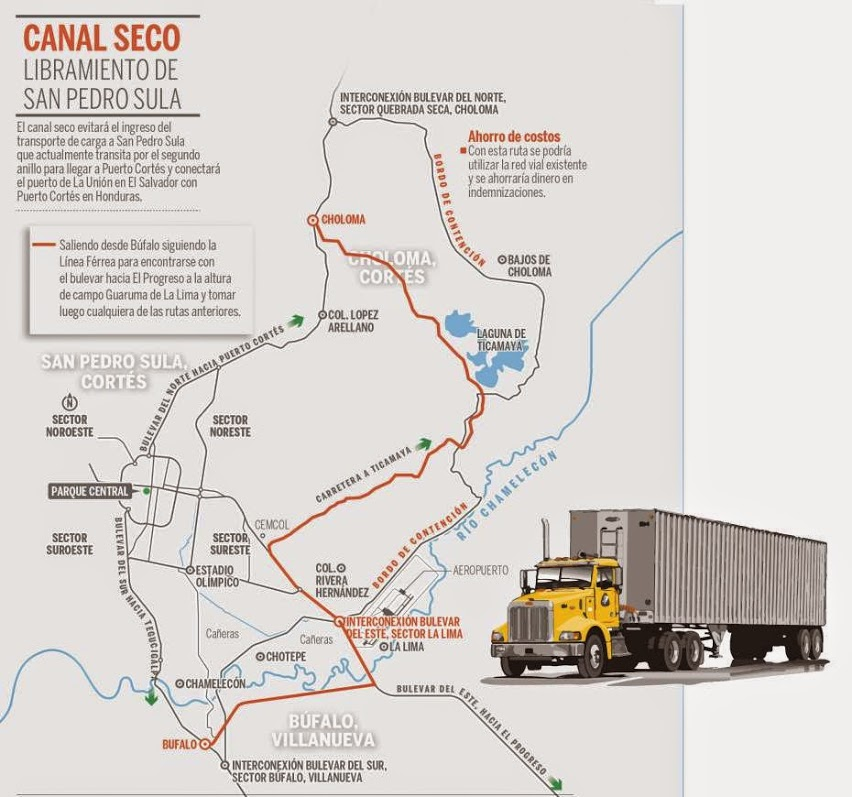 CANAL SECO
LIBRAMIENTO DE
SAN PEDRO SULA
El canal seco evitará el ingreso del
transporte de carga a San Pedro Sula
que actualmente transita por el segundo
anillo para llegar a Puerto Cortés y conectará
el puerto de La Unión en El Salvador con
Puerto Cortés en Honduras.
Saliendo desde Búfalo siguiendo la
Línea Férrea para encontrarse con
el bulevar hacia El Progreso a la altura
de campo Guaruma de La Lima y tomar
luego cualquiera de las rutas anteriores.
INTERCONEXIÓN BULEVAR DEL NORTE,
SECTOR QUEBRADA SECA, CHOLOMA
Ahorro de costos
Con esta ruta se podría
utilizar la red vial existente
y se ahorraría dinero en
indemnizaciones.
BORDO DE CONTENCIÓN
CHOLOMA
CHOLOMA,
CORTÉS
BAJOS DE
CHOLOMA
COL. LOPEZ
ARELLANO
LAGUNA DE
TICAMAYA
BULEVAR DEL NORTE HACIA PUERTO CORTÉS
SAN PEDRO SULA,
CORTÉS
N
SECTOR
NOROESTE
SECTOR
NORESTE
CARRETERA A TICAMAYA
RÍO CHAMELECÓN
PARQUE CENTRAL
CEMCOL
BORDO DE CONTENCIÓN
SECTOR
SUROESTE
SECTOR
SURESTE
BULEVAR DEL SUR HACIA TEGUCIGALPA
ESTADIO
OLÍMPICO
COL.
RIVERA
HERNÁNDEZ
AEROPUERTO
INTERCONEXIÓN BULEVAR
DEL ESTE, SECTOR LA LIMA
Cañeras
Cañeras
LA LIMA
CHOTEPE
CHAMELECÓN
BULEVAR DEL ESTE, HACIA EL PROGRESO
BÚFALO,
VILLANUEVA
BUFALO
INTERCONEXIÓN BULEVAR DEL SUR,
SECTOR BÚFALO, VILLANUEVA